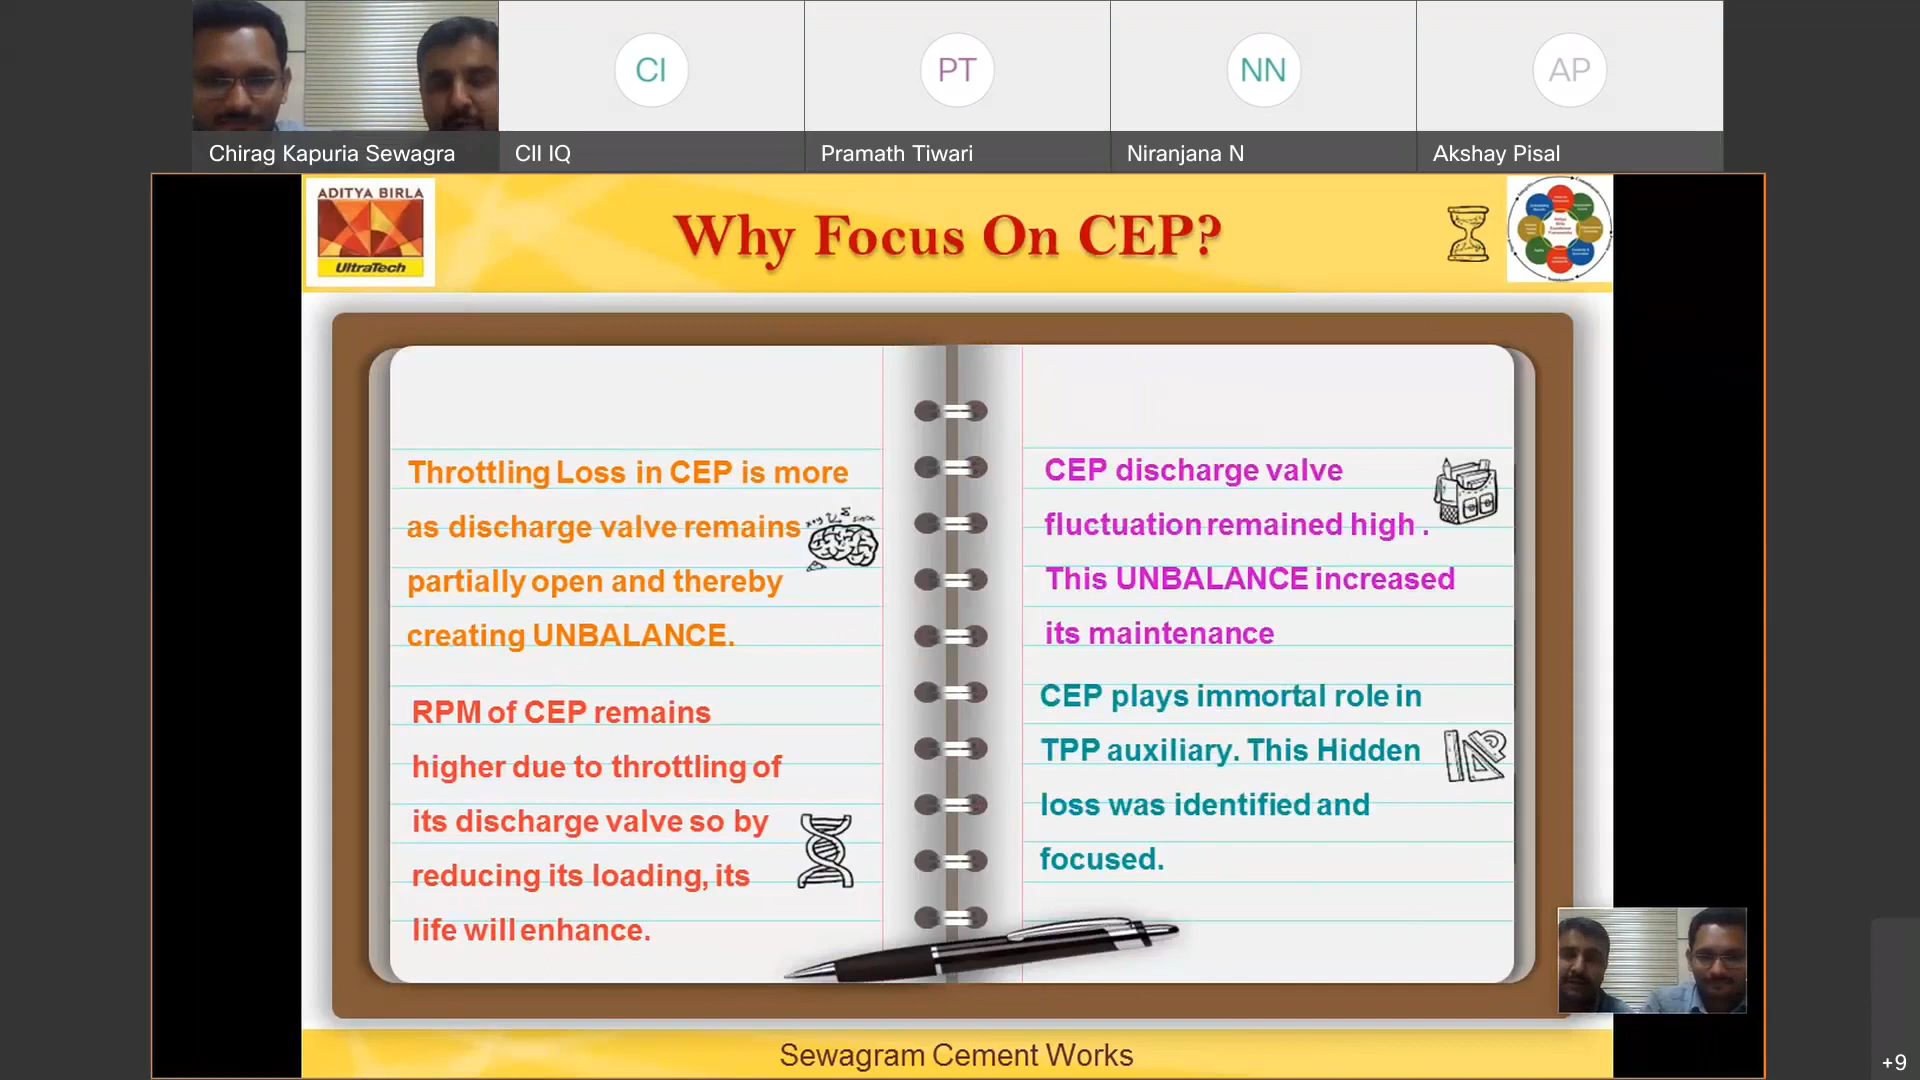 CI
PT
NN
AP
Chirag Kapuria Sewagra
CII IQ
Pramath Tiwari
Niranjana N
Akshay Pisal
ADITYA BIRLA
UltraTech
Why Focus On CEP?
Throttling Loss in CEP is more
as discharge valve remains
partially open and thereby
creating UNBALANCE.
RPM of CEP remains
higher due to throttling of
its discharge valve so by
reducing its loading, its
life will enhance.
CEP discharge valve
fluctuation remained high .
This UNBALANCE increased
its maintenance
CEP plays immortal role in
TPP auxiliary. This Hidden
loss was identified and
focused.
Sewagram Cement Works
+9